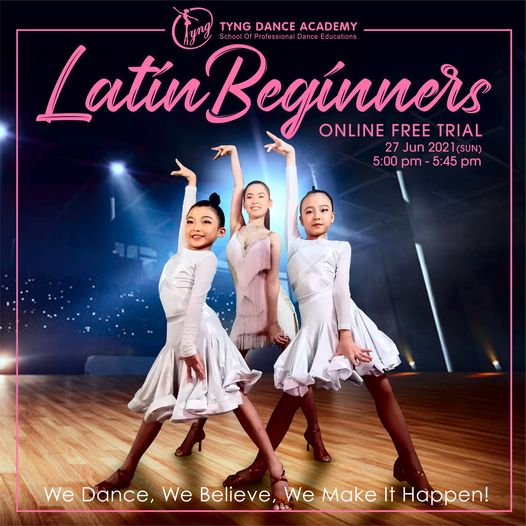 Tyng
TYNG DANCE ACADEMY
School Of Professional Dance Educations
Latin Beginners
ONLINE FREE TRIAL
27 Jun 2021(SUN)
5:00 pm - 5:45 pm
We Dance, We Believe, We Make It Happen!